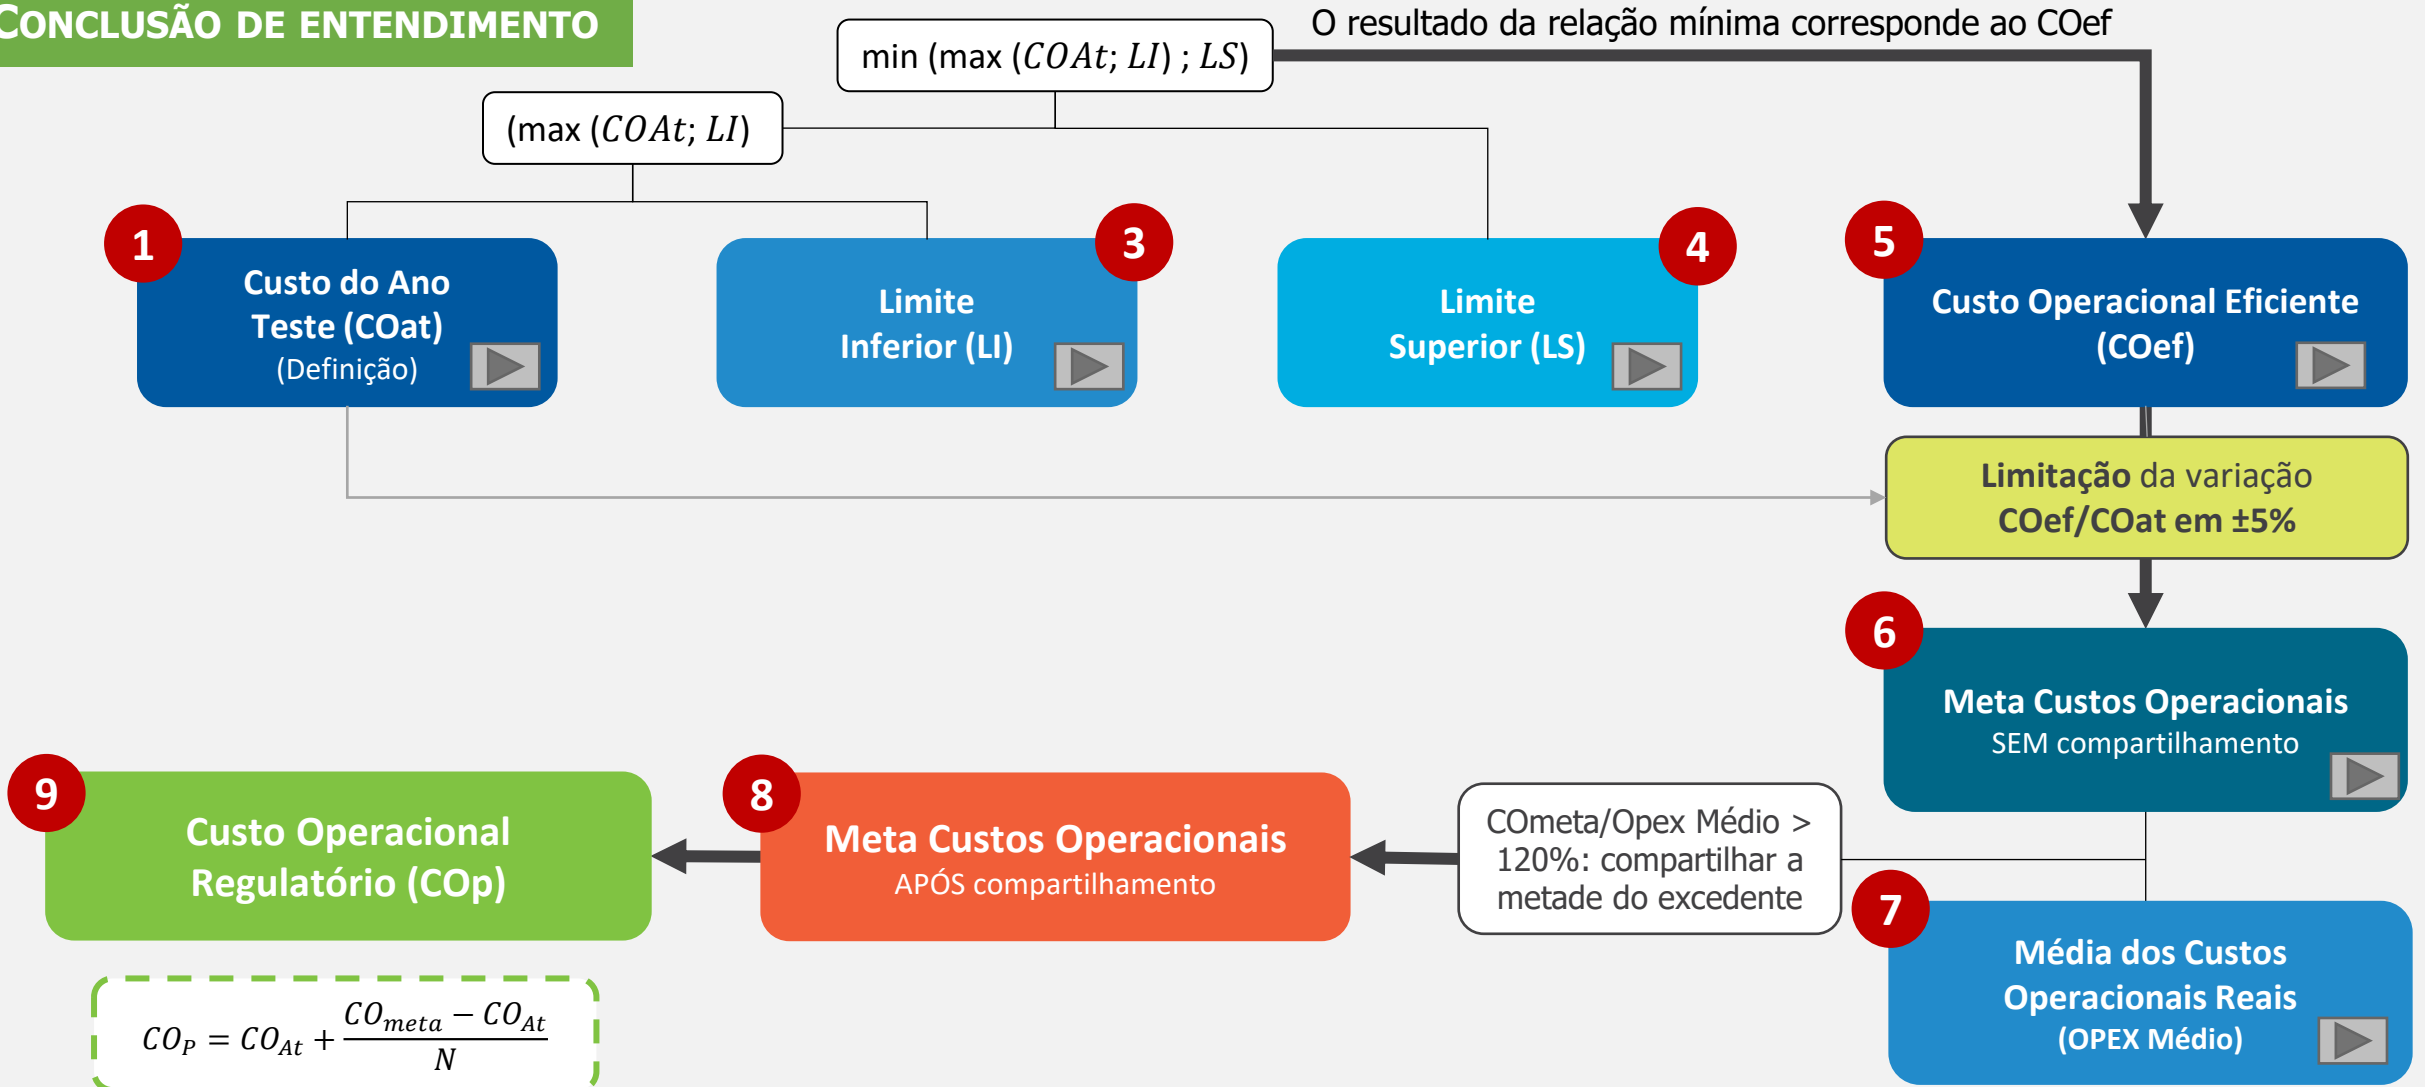 CONCLUSÃO DE ENTENDIMENTO
O resultado da relação mínima corresponde ao COef
min (max (COAt; LI) ; LS)
(max (COAt; LI)
1
Custo do Ano
Teste (COat)
(Definição)
3
Limite
Inferior (LI)
4
Limite
Superior (LS)
5
Custo Operacional Eficiente
(COef)
Limitação da variação
COef/COat em ±5%
6
Meta Custos Operacionais
SEM compartilhamento
7
Média dos Custos
Operacionais Reais
(OPEX Médio)
COmeta/Opex Médio >
120%: compartilhar a
metade do excedente
8
Meta Custos Operacionais
APÓS compartilhamento
9
Custo Operacional
Regulatório (COp)
CO_P = CO_At + (CO_meta − CO_At) / N